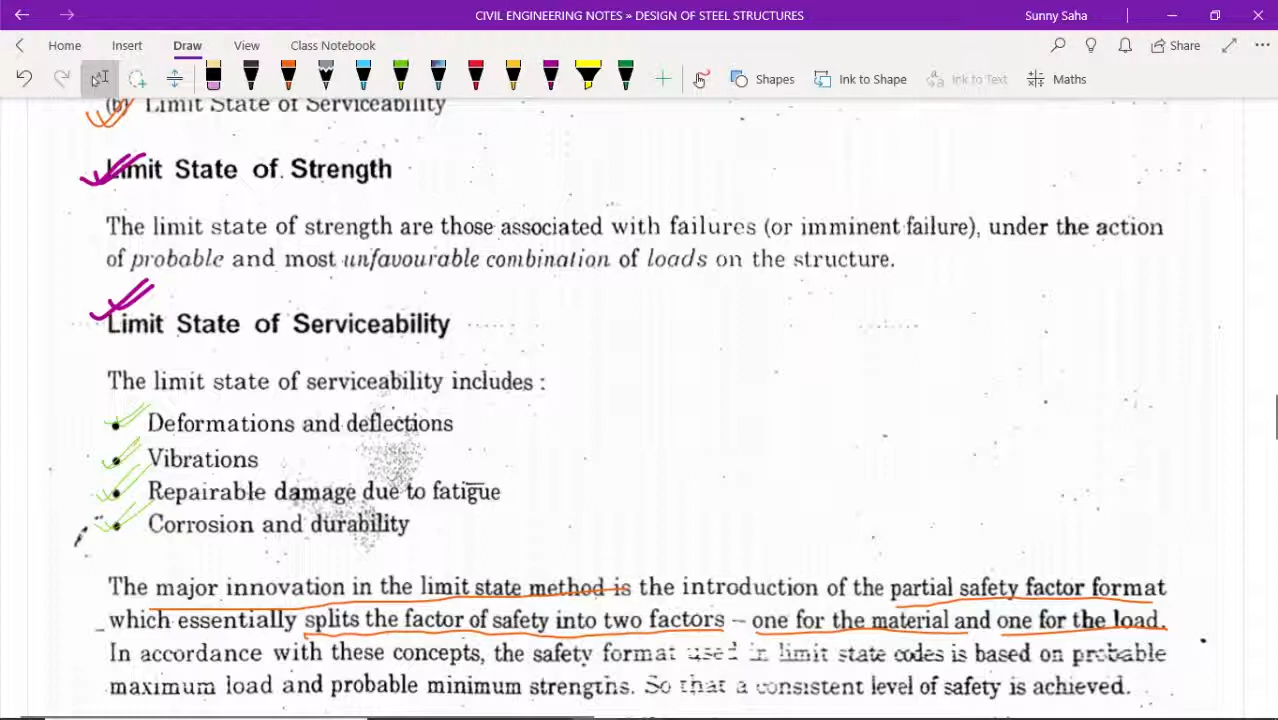 CIVIL ENGINEERING NOTES » DESIGN OF STEEL STRUCTURES
Sunny Saha
Home Insert Draw View Class Notebook
Share
Shapes Ink to Shape Ink to Text Maths
(b) Limit State of Serviceability
Limit State of Strength
The limit state of strength are those associated with failures (or imminent failure), under the action
of probable and most unfavourable combination of loads on the structure.
Limit State of Serviceability
The limit state of serviceability includes :
• Deformations and deflections
• Vibrations
• Repairable damage due to fatigue
• Corrosion and durability
The major innovation in the limit state method is the introduction of the partial safety factor format
which essentially splits the factor of safety into two factors – one for the material and one for the load.
In accordance with these concepts, the safety format used in limit state codes is based on probable
maximum load and probable minimum strengths. So that a consistent level of safety is achieved.